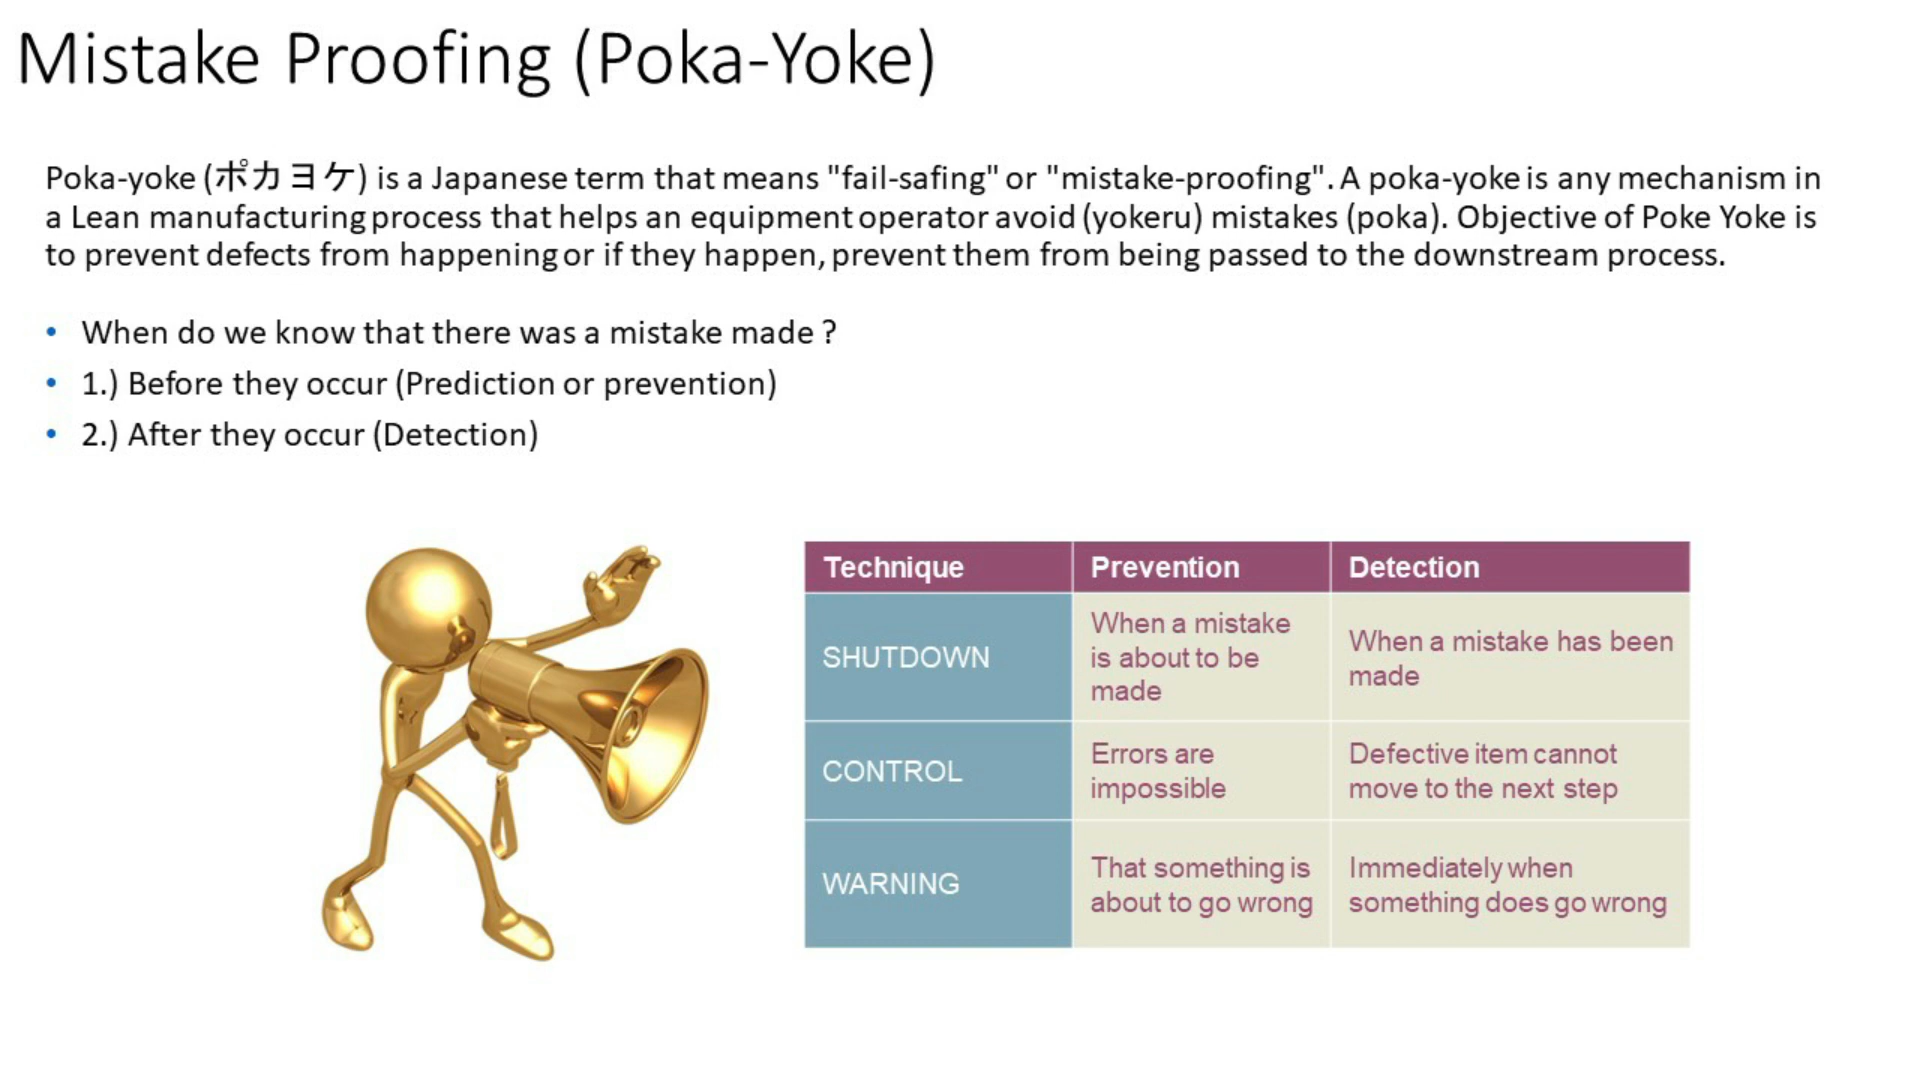 Mistake Proofing (Poka-Yoke)
Poka-yoke (ポカヨケ) is a Japanese term that means "fail-safing" or "mistake-proofing". A poka-yoke is any mechanism in
a Lean manufacturing process that helps an equipment operator avoid (yokeru) mistakes (poka). Objective of Poke Yoke is
to prevent defects from happening or if they happen, prevent them from being passed to the downstream process.
• When do we know that there was a mistake made ?
• 1.) Before they occur (Prediction or prevention)
• 2.) After they occur (Detection)
Technique Prevention Detection
SHUTDOWN
When a mistake
is about to be
made
When a mistake has been
made
CONTROL
Errors are
impossible
Defective item cannot
move to the next step
WARNING
That something is
about to go wrong
Immediately when
something does go wrong